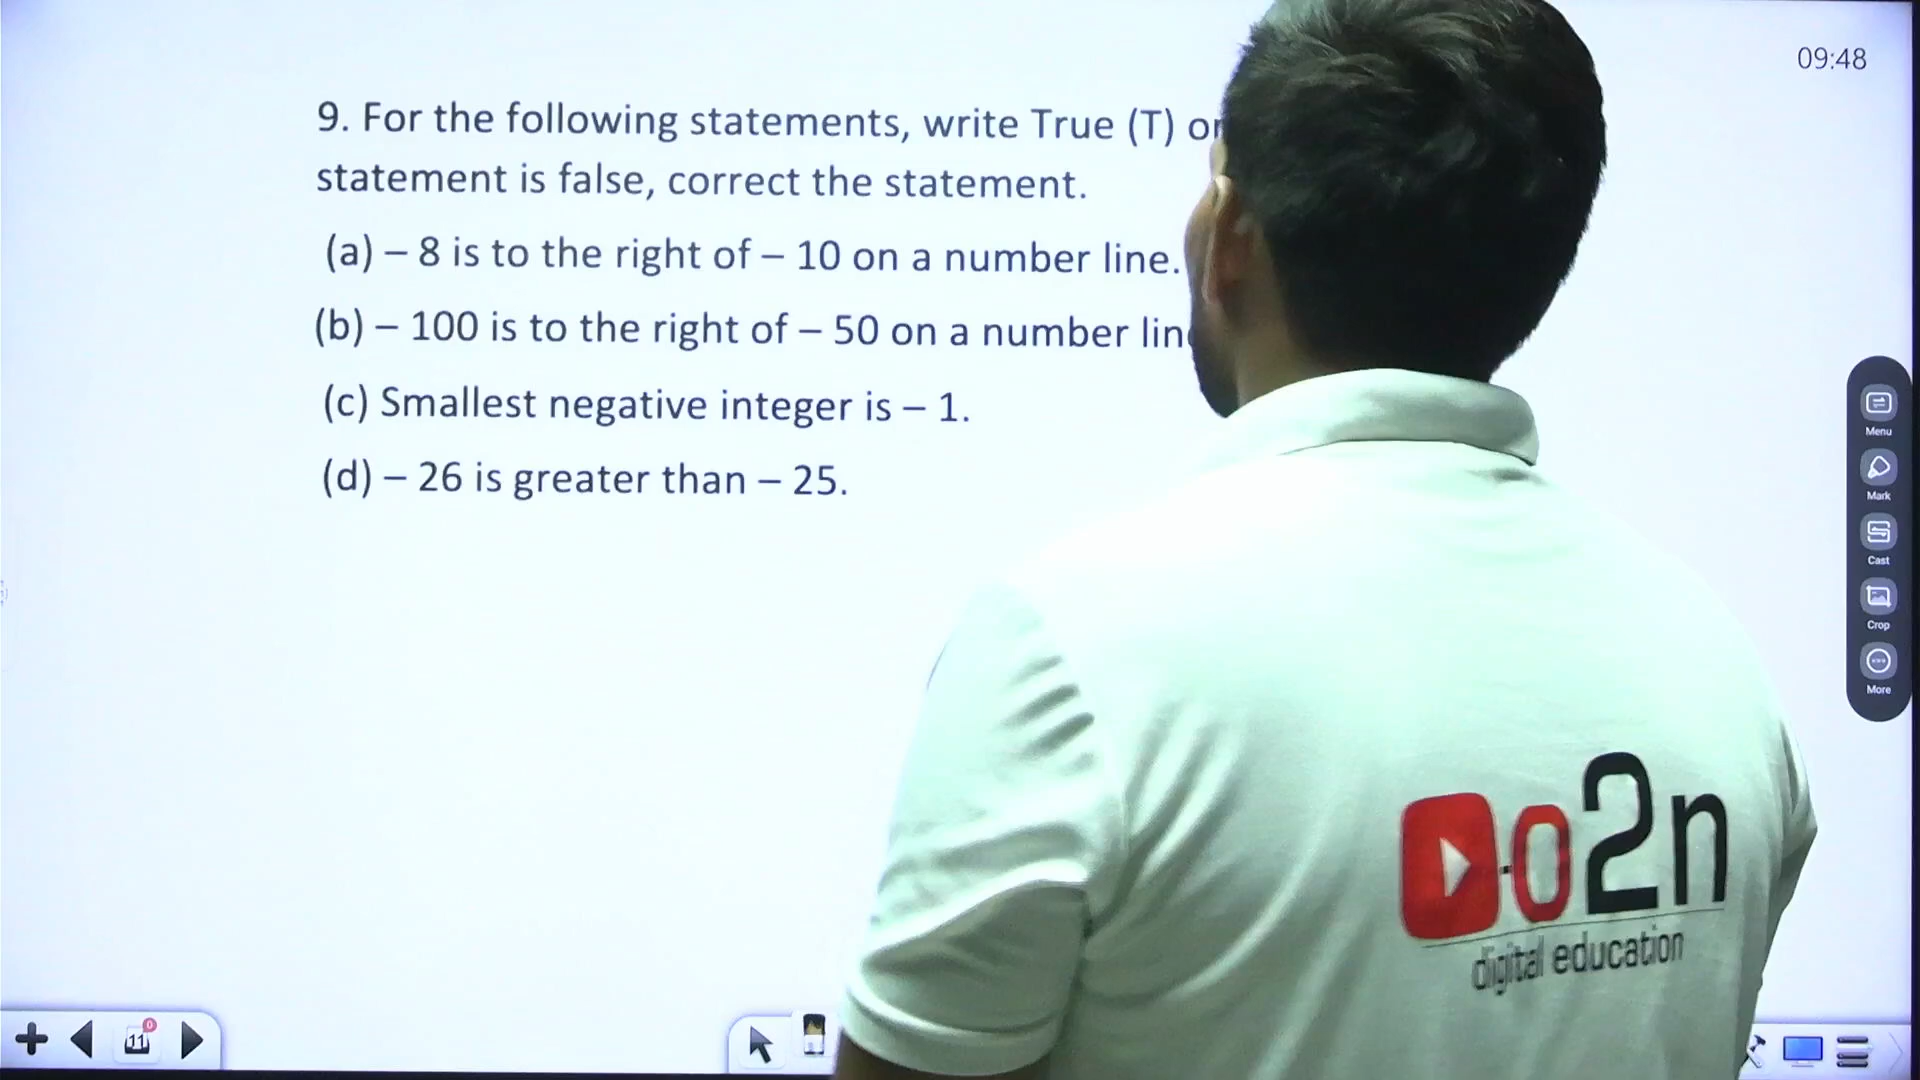 09:48
9. For the following statements, write True (T) or
statement is false, correct the statement.
(a) – 8 is to the right of – 10 on a number line.
(b) – 100 is to the right of – 50 on a number line
(c) Smallest negative integer is – 1.
(d) – 26 is greater than – 25.
Menu
Mark
Cast
Crop
More
o2n
digital education
0
11